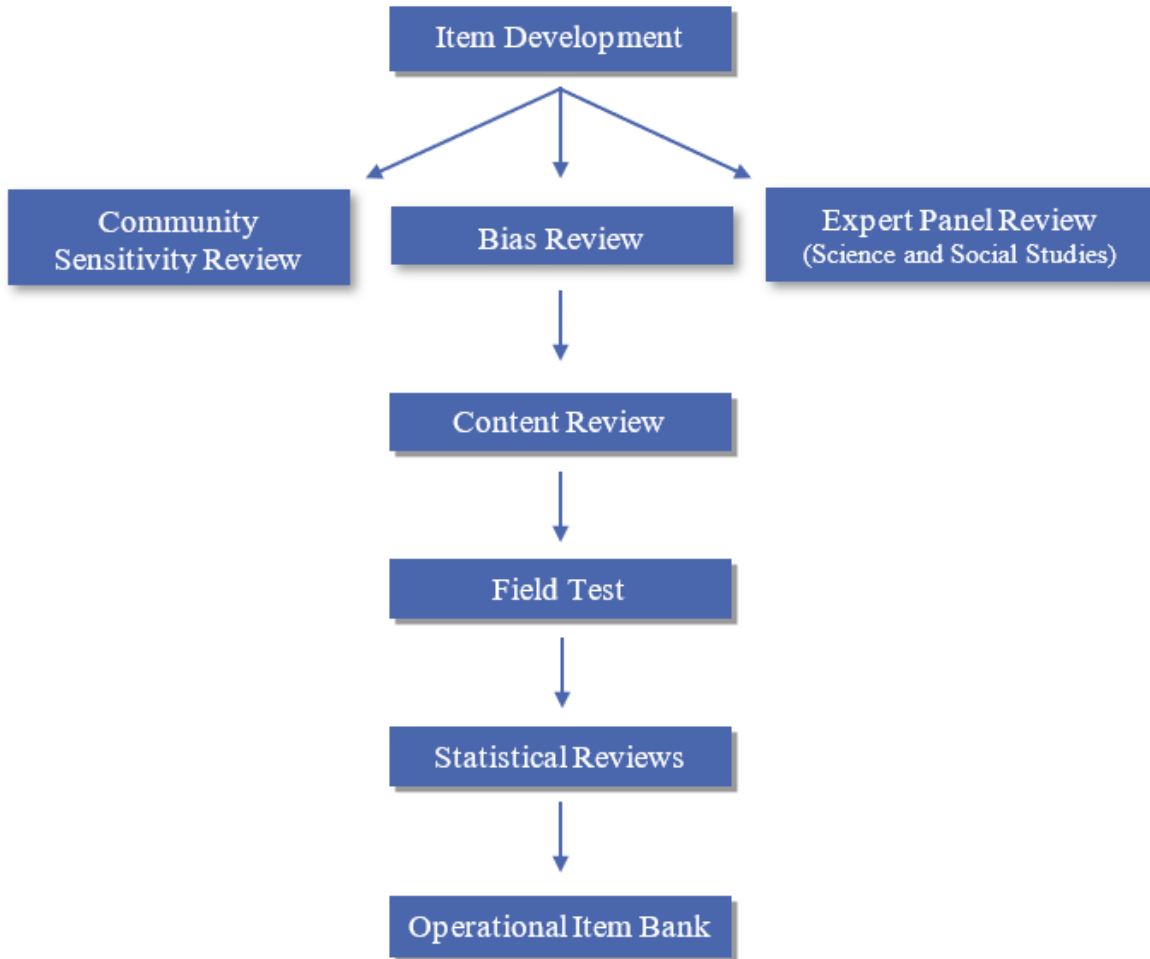 Item Development
Community
Sensitivity Review
Bias Review
Expert Panel Review
(Science and Social Studies)
Content Review
Field Test
Statistical Reviews
Operational Item Bank